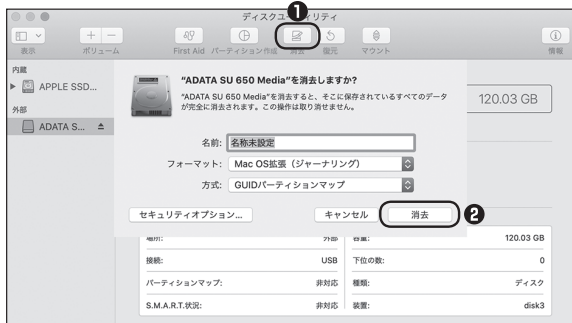 ディスクユーティリティ
❶
表示
ボリューム
First Aid
パーティション作成
消去
復元
マウント
情報
内蔵
APPLE SSD...
外部
ADATA S...
"ADATA SU 650 Media"を消去しますか?
"ADATA SU 650 Media"を消去すると、そこに保存されているすべてのデータ
が完全に消去されます。この操作は取り消せません。
120.03 GB
名前: 名称未設定
フォーマット: Mac OS拡張（ジャーナリング）
方式: GUIDパーティションマップ
セキュリティオプション...
キャンセル
消去
❷
場所: 外部
容量: 120.03 GB
接続: USB
下位の数: 0
パーティションマップ: 非対応
種類: ディスク
S.M.A.R.T.状況: 非対応
装置: disk3